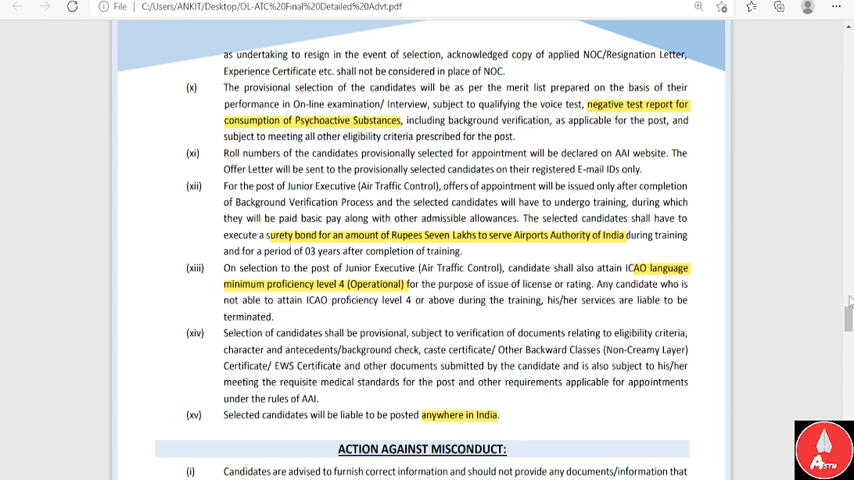 File
C:/Users/ANKIT/Desktop/OL-ATC%20Final%20Detailed%20Advt.pdf
as undertaking to resign in the event of selection, acknowledged copy of applied NOC/Resignation Letter,
Experience Certificate etc. shall not be considered in place of NOC.
(x) The provisional selection of the candidates will be as per the merit list prepared on the basis of their
performance in On-line examination/ Interview, subject to qualifying the voice test, negative test report for
consumption of Psychoactive Substances, including background verification, as applicable for the post, and
subject to meeting all other eligibility criteria prescribed for the post.
(xi) Roll numbers of the candidates provisionally selected for appointment will be declared on AAI website. The
Offer Letter will be sent to the provisionally selected candidates on their registered E-mail IDs only.
(xii) For the post of Junior Executive (Air Traffic Control), offers of appointment will be issued only after completion
of Background Verification Process and the selected candidates will have to undergo training, during which
they will be paid basic pay along with other admissible allowances. The selected candidates shall have to
execute a surety bond for an amount of Rupees Seven Lakhs to serve Airports Authority of India during training
and for a period of 03 years after completion of training.
(xiii) On selection to the post of Junior Executive (Air Traffic Control), candidate shall also attain ICAO language
minimum proficiency level 4 (Operational) for the purpose of issue of license or rating. Any candidate who is
not able to attain ICAO proficiency level 4 or above during the training, his/her services are liable to be
terminated.
(xiv) Selection of candidates shall be provisional, subject to verification of documents relating to eligibility criteria,
character and antecedents/background check, caste certificate/ Other Backward Classes (Non-Creamy Layer)
Certificate/ EWS Certificate and other documents submitted by the candidate and is also subject to his/her
meeting the requisite medical standards for the post and other requirements applicable for appointments
under the rules of AAI.
(xv) Selected candidates will be liable to be posted anywhere in India.
ACTION AGAINST MISCONDUCT:
(i) Candidates are advised to furnish correct information and should not provide any documents/information that
ASTN